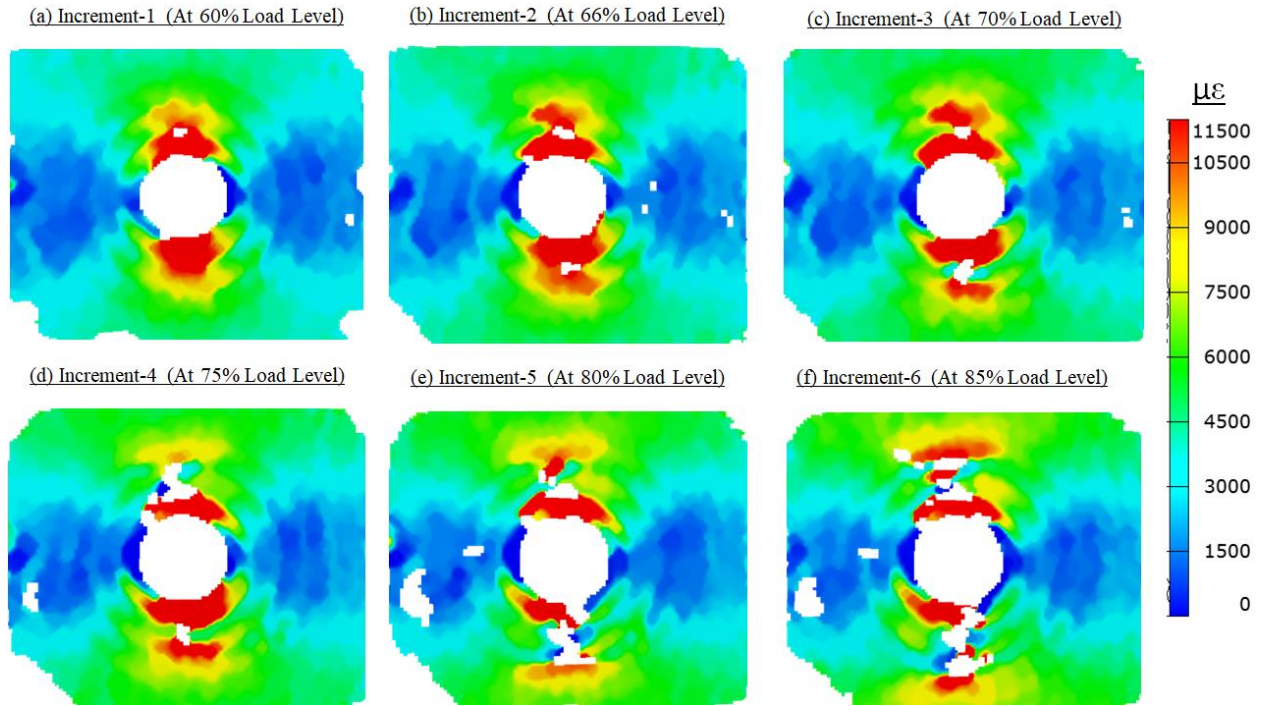 (a) Increment-1 (At 60% Load Level)
(b) Increment-2 (At 66% Load Level)
(c) Increment-3 (At 70% Load Level)
με
11500
10500
9000
7500
6000
4500
3000
1500
0
(d) Increment-4 (At 75% Load Level)
(e) Increment-5 (At 80% Load Level)
(f) Increment-6 (At 85% Load Level)